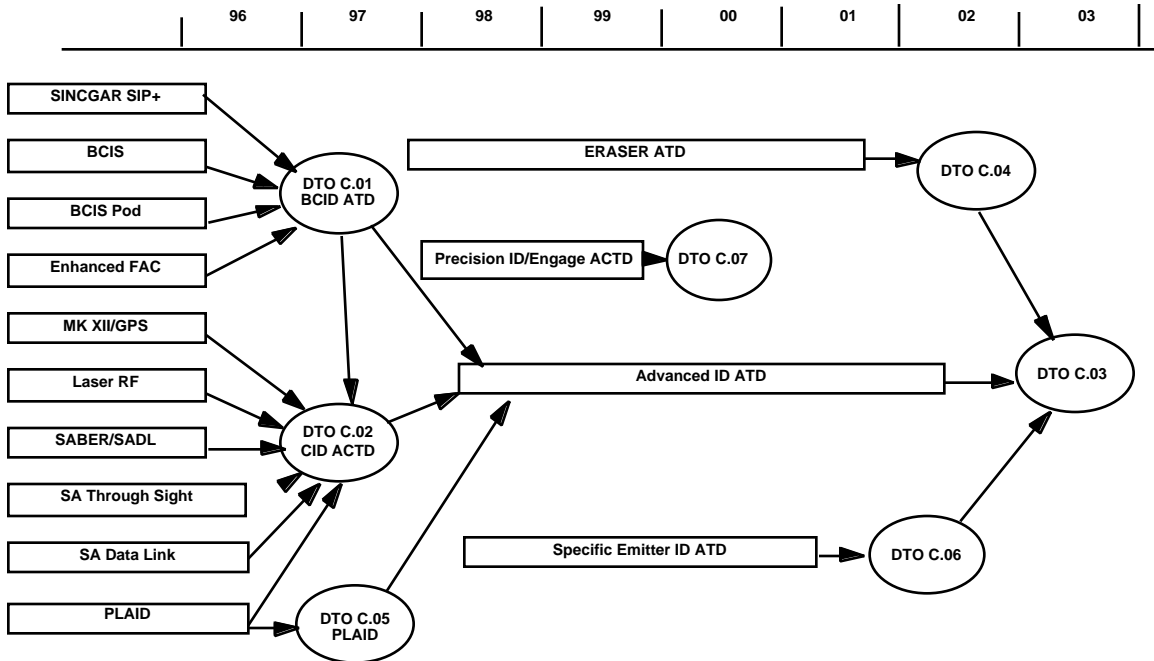 96 97 98 99 00 01 02 03
SINCGAR SIP+
BCIS
BCIS Pod
Enhanced FAC
MK XII/GPS
Laser RF
SABER/SADL
SA Through Sight
SA Data Link
PLAID
DTO C.01
BCID ATD
DTO C.02
CID ACTD
DTO C.05
PLAID
ERASER ATD
DTO C.04
Precision ID/Engage ACTD
DTO C.07
Advanced ID ATD
DTO C.03
Specific Emitter ID ATD
DTO C.06